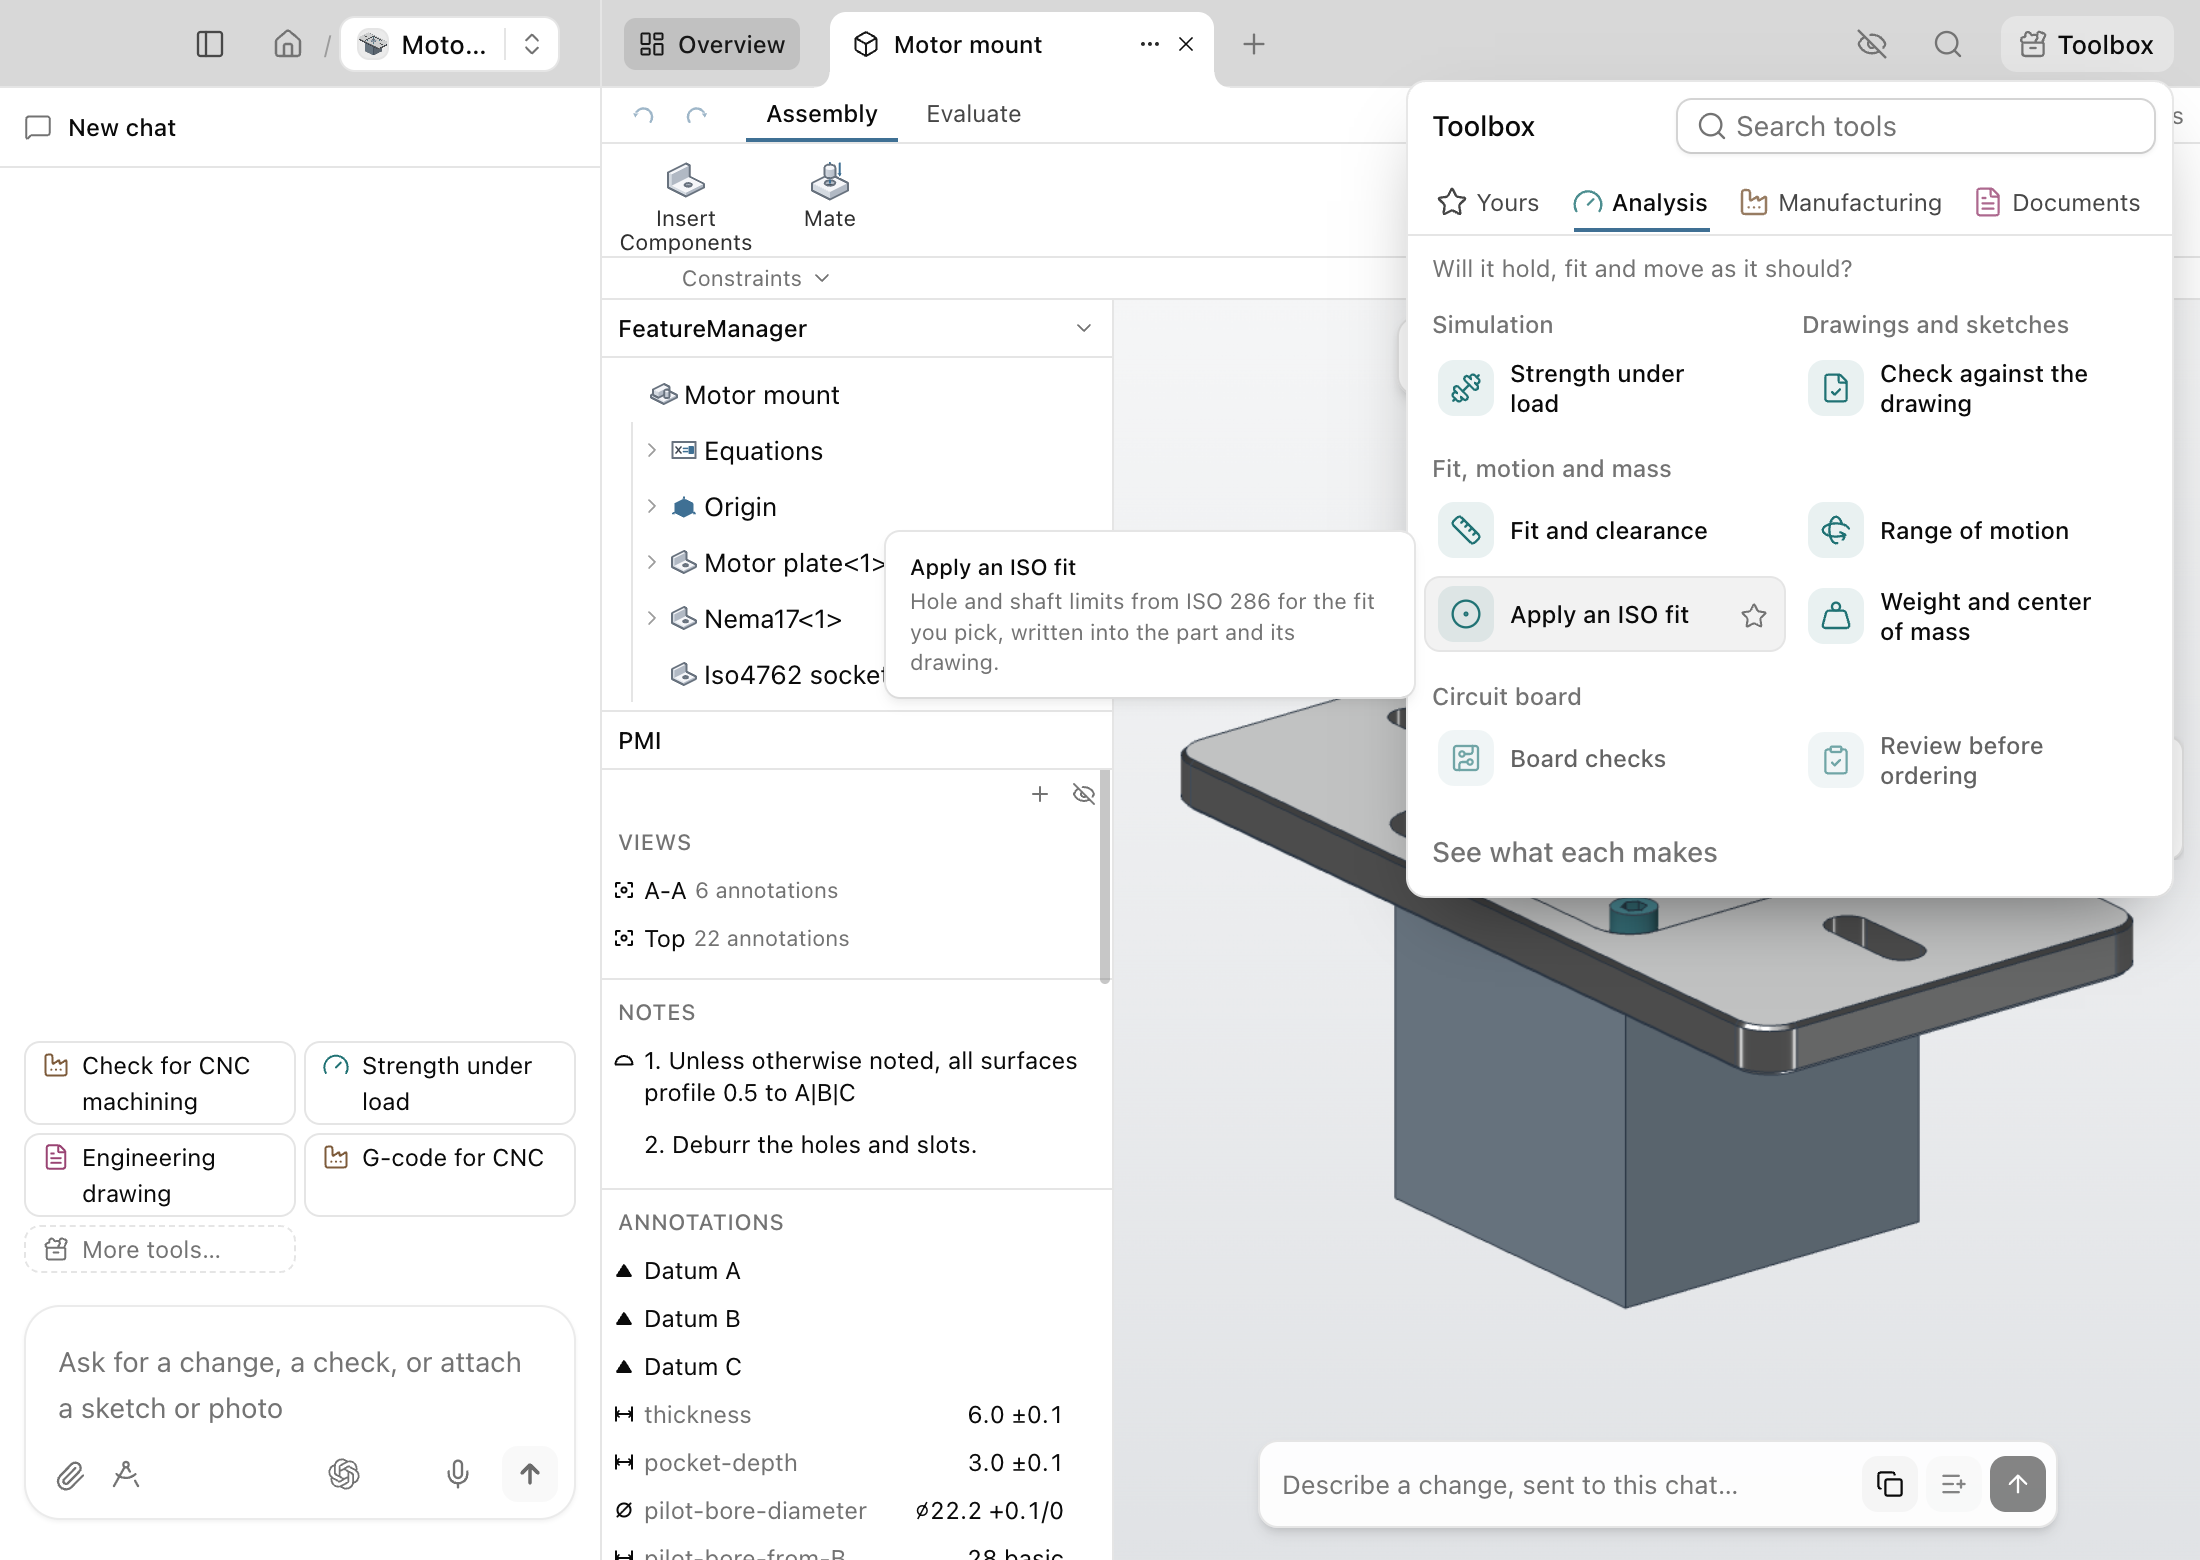 Moto...
Overview
Motor mount
Toolbox
New chat
Assembly
Evaluate
Insert
Components
Mate
Constraints
FeatureManager
Motor mount
Equations
Origin
Motor plate<1>
Nema17<1>
Iso4762 socket
Apply an ISO fit
Hole and shaft limits from ISO 286 for the fit
you pick, written into the part and its
drawing.
PMI
VIEWS
A-A 6 annotations
Top 22 annotations
NOTES
1. Unless otherwise noted, all surfaces
profile 0.5 to A|B|C
2. Deburr the holes and slots.
ANNOTATIONS
Datum A
Datum B
Datum C
thickness 6.0 ±0.1
pocket-depth 3.0 ±0.1
pilot-bore-diameter ⌀22.2 +0.1/0
pilot-bore-from-B 28 basic
Toolbox
Search tools
Yours
Analysis
Manufacturing
Documents
Will it hold, fit and move as it should?
Simulation
Drawings and sketches
Strength under
load
Check against the
drawing
Fit, motion and mass
Fit and clearance
Range of motion
Apply an ISO fit
Weight and center
of mass
Circuit board
Board checks
Review before
ordering
See what each makes
Check for CNC
machining
Strength under
load
Engineering
drawing
G-code for CNC
More tools...
Ask for a change, a check, or attach
a sketch or photo
Describe a change, sent to this chat...